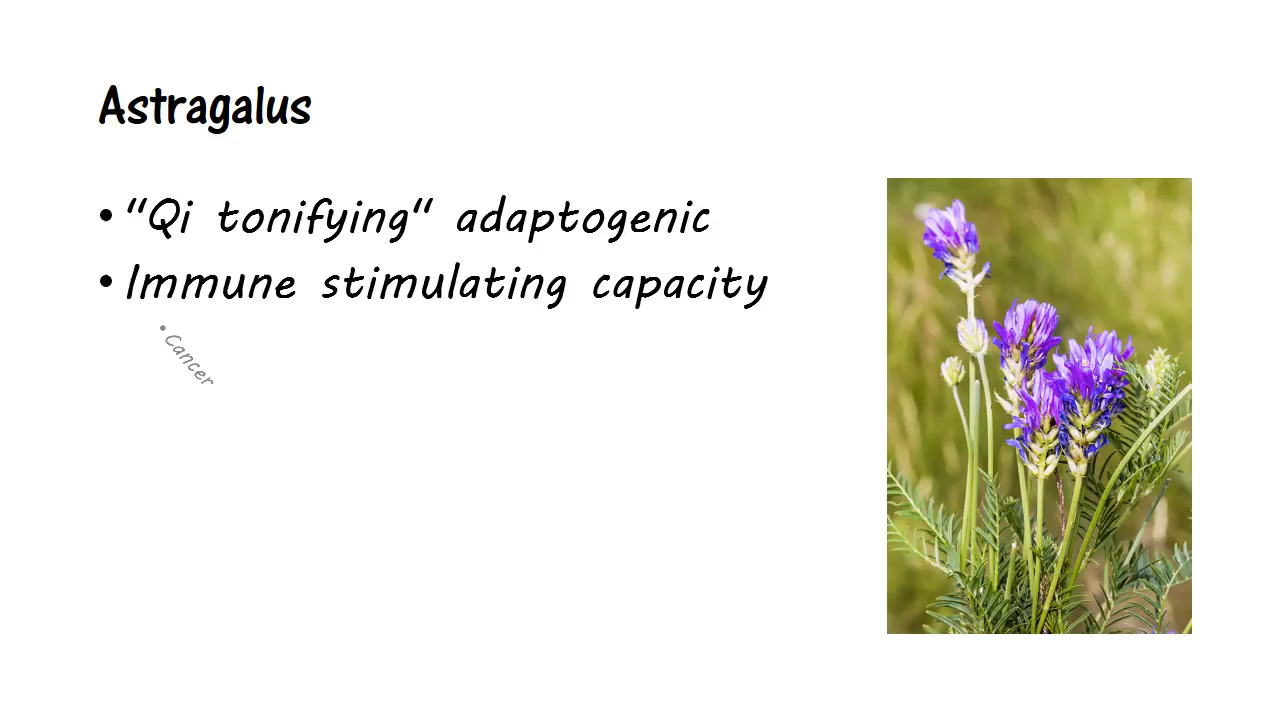 Astragalus
• "Qi tonifying" adaptogenic
• Immune stimulating capacity
• Cancer